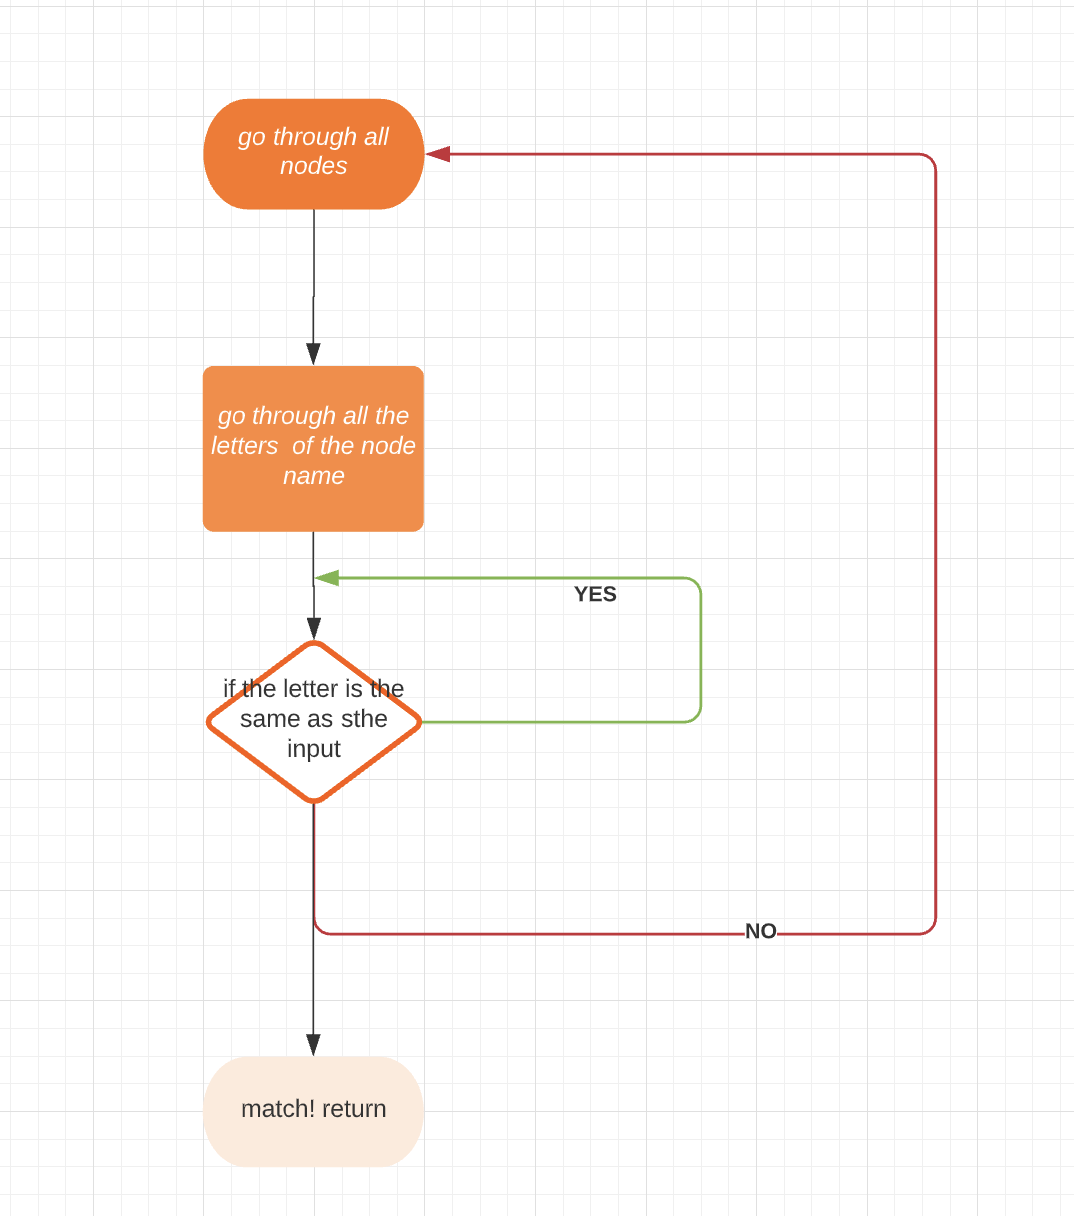 go through all
nodes
go through all the
letters  of the node
name
YES
if the letter is the
same as sthe
input
NO
match! return